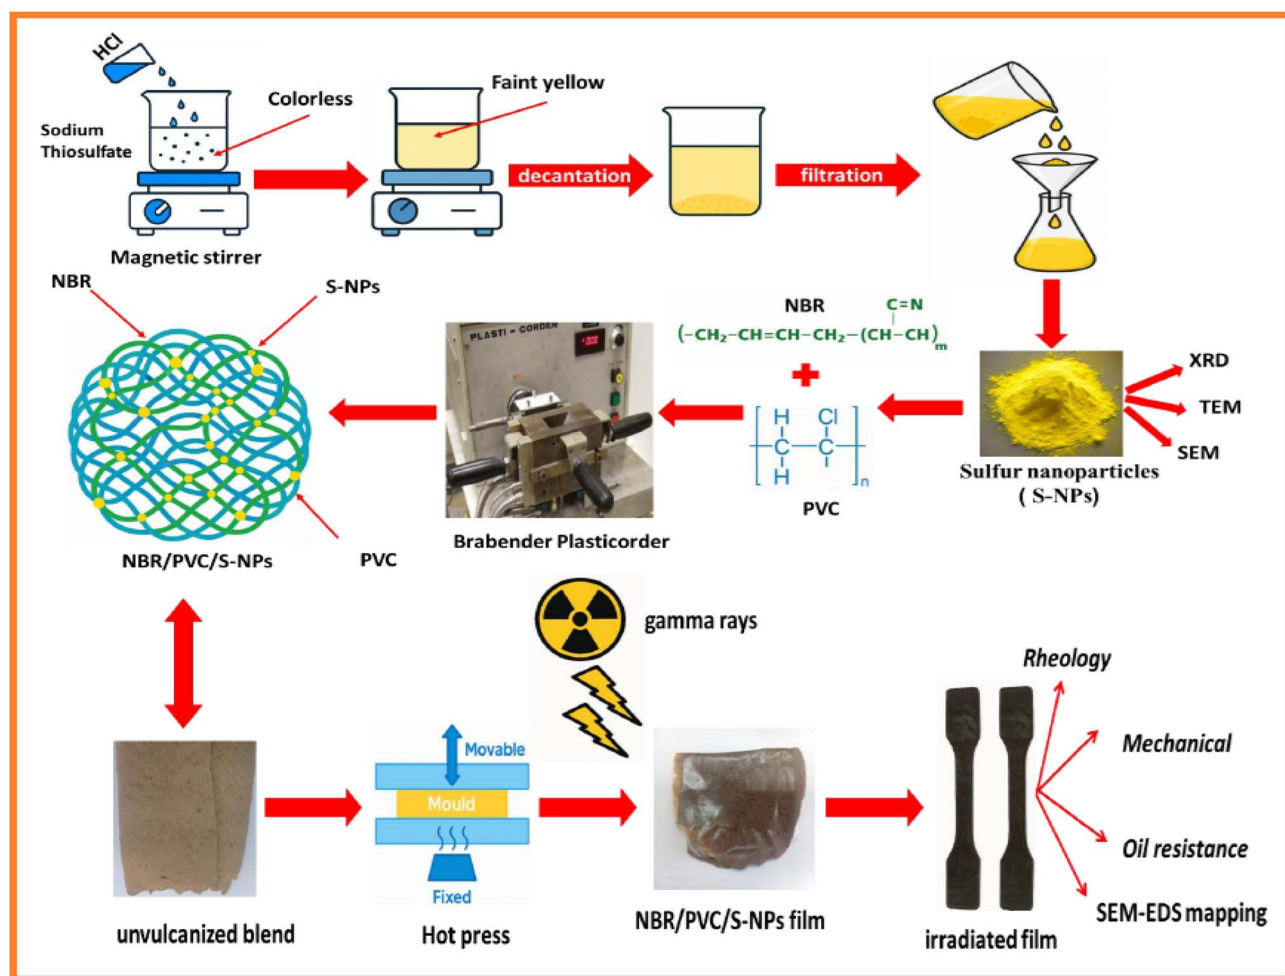 HCl
Colorless
Sodium
Thiosulfate
Magnetic stirrer
Faint yellow
decantation
filtration
NBR
S-NPs
PVC
NBR/PVC/S-NPs
PLASTI-CORDER
Brabender Plasticorder
NBR
C=N
(-CH₂-CH=CH-CH₂-(CH-CH)m
+
H Cl
C C
H
n
PVC
XRD
TEM
SEM
Sulfur nanoparticles
( S-NPs)
unvulcanized blend
Movable
Mould
Fixed
Hot press
gamma rays
NBR/PVC/S-NPs film
irradiated film
Rheology
Mechanical
Oil resistance
SEM-EDS mapping